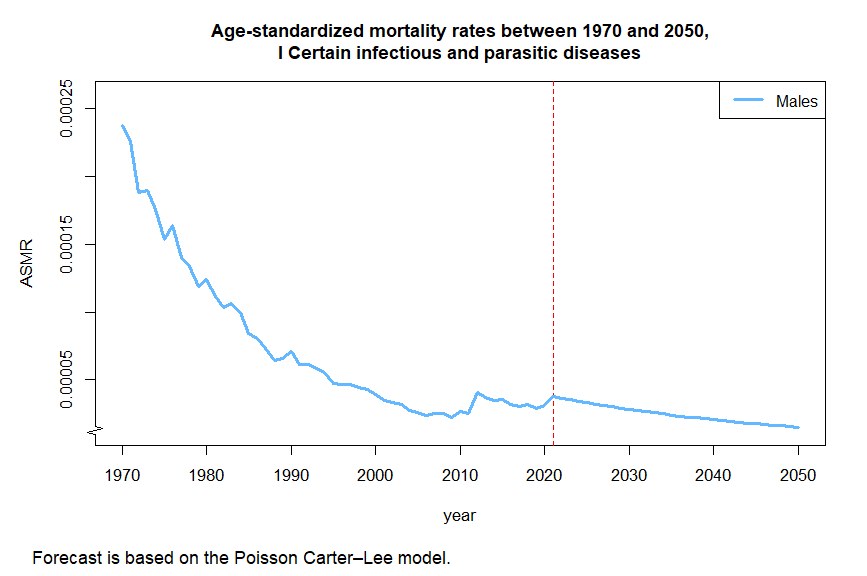 Age-standardized mortality rates between 1970 and 2050,
I Certain infectious and parasitic diseases
Males
0.00025
0.00015
0.00005
ASMR
1970 1980 1990 2000 2010 2020 2030 2040 2050
year
Forecast is based on the Poisson Carter–Lee model.